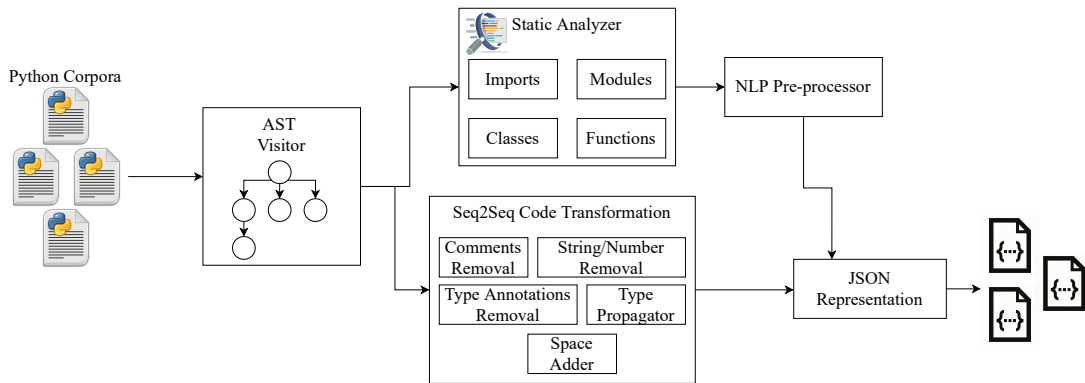 Python Corpora
AST
Visitor
Static Analyzer
Imports
Modules
Classes
Functions
NLP Pre-processor
Seq2Seq Code Transformation
Comments
Removal
String/Number
Removal
Type Annotations
Removal
Type
Propagator
Space
Adder
JSON
Representation
{...}
{...}
{...}